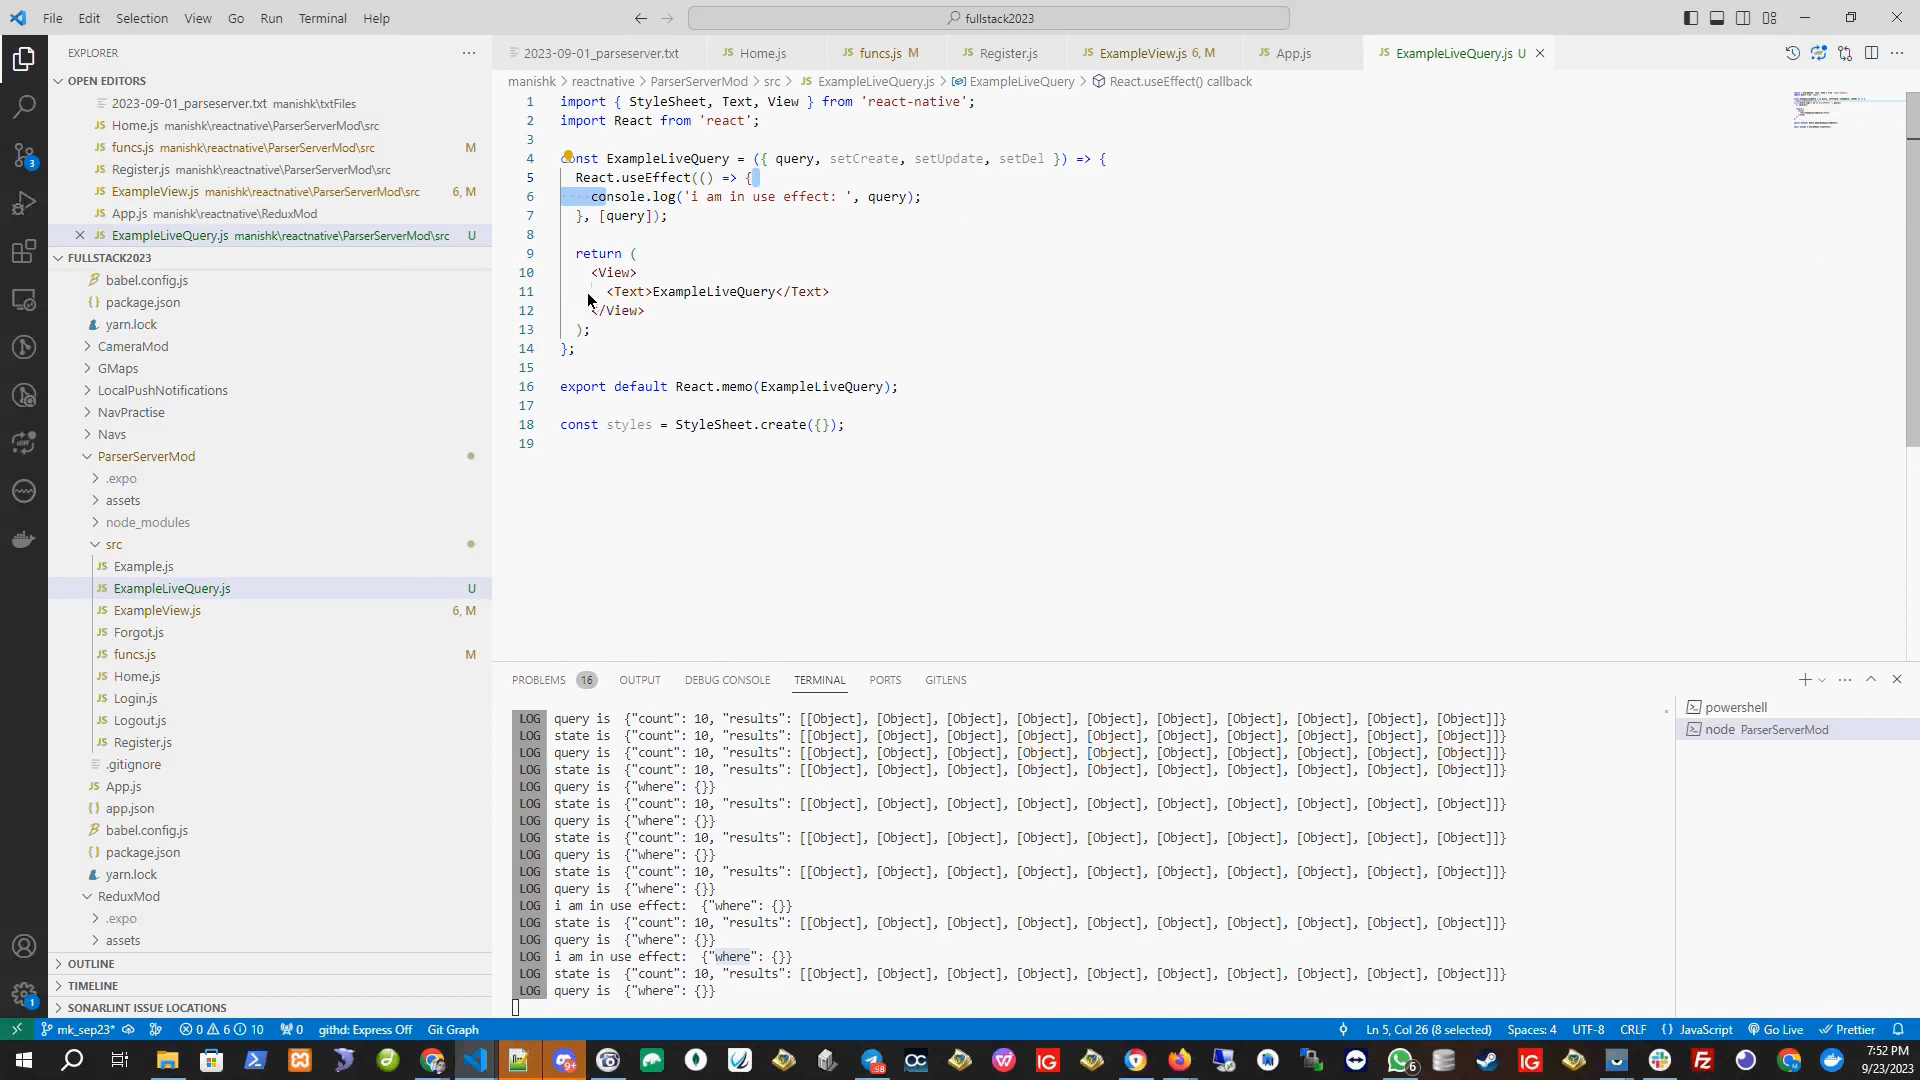 File Edit Selection View Go Run Terminal Help
fullstack2023
EXPLORER
OPEN EDITORS
2023-09-01_parseserver.txt manishk\txtFiles
Home.js manishk\reactnative\ParserServerMod\src
funcs.js manishk\reactnative\ParserServerMod\src M
Register.js manishk\reactnative\ParserServerMod\src
ExampleView.js manishk\reactnative\ParserServerMod\src 6, M
App.js manishk\reactnative\ReduxMod
ExampleLiveQuery.js manishk\reactnative\ParserServerMod\src U
FULLSTACK2023
babel.config.js
package.json
yarn.lock
CameraMod
GMaps
LocalPushNotifications
NavPractise
Navs
ParserServerMod
.expo
assets
node_modules
src
Example.js
ExampleLiveQuery.js U
ExampleView.js 6, M
Forgot.js
funcs.js M
Home.js
Login.js
Logout.js
Register.js
.gitignore
App.js
app.json
babel.config.js
package.json
yarn.lock
ReduxMod
.expo
assets
OUTLINE
TIMELINE
SONARLINT ISSUE LOCATIONS
2023-09-01_parseserver.txt Home.js funcs.js M Register.js ExampleView.js 6, M App.js ExampleLiveQuery.js U
manishk > reactnative > ParserServerMod > src > ExampleLiveQuery.js > ExampleLiveQuery > React.useEffect() callback
1 import { StyleSheet, Text, View } from 'react-native';
2 import React from 'react';
3
4 const ExampleLiveQuery = ({ query, setCreate, setUpdate, setDel }) => {
5 React.useEffect(() => {
6 console.log('i am in use effect: ', query);
7 }, [query]);
8
9 return (
10 <View>
11 <Text>ExampleLiveQuery</Text>
12 </View>
13 );
14 };
15
16 export default React.memo(ExampleLiveQuery);
17
18 const styles = StyleSheet.create({});
19
PROBLEMS 16 OUTPUT DEBUG CONSOLE TERMINAL PORTS GITLENS
LOG query is {"count": 10, "results": [[Object], [Object], [Object], [Object], [Object], [Object], [Object], [Object], [Object], [Object]]}
LOG state is {"count": 10, "results": [[Object], [Object], [Object], [Object], [Object], [Object], [Object], [Object], [Object], [Object]]}
LOG query is {"count": 10, "results": [[Object], [Object], [Object], [Object], [Object], [Object], [Object], [Object], [Object], [Object]]}
LOG state is {"count": 10, "results": [[Object], [Object], [Object], [Object], [Object], [Object], [Object], [Object], [Object], [Object]]}
LOG query is {"where": {}}
LOG state is {"count": 10, "results": [[Object], [Object], [Object], [Object], [Object], [Object], [Object], [Object], [Object], [Object]]}
LOG query is {"where": {}}
LOG state is {"count": 10, "results": [[Object], [Object], [Object], [Object], [Object], [Object], [Object], [Object], [Object], [Object]]}
LOG query is {"where": {}}
LOG state is {"count": 10, "results": [[Object], [Object], [Object], [Object], [Object], [Object], [Object], [Object], [Object], [Object]]}
LOG query is {"where": {}}
LOG i am in use effect: {"where": {}}
LOG state is {"count": 10, "results": [[Object], [Object], [Object], [Object], [Object], [Object], [Object], [Object], [Object], [Object]]}
LOG query is {"where": {}}
LOG i am in use effect: {"where": {}}
LOG state is {"count": 10, "results": [[Object], [Object], [Object], [Object], [Object], [Object], [Object], [Object], [Object], [Object]]}
LOG query is {"where": {}}
powershell
node ParserServerMod
mk_sep23* 0 6 10 0 githd: Express Off Git Graph Ln 5, Col 26 (8 selected) Spaces: 4 UTF-8 CRLF {} JavaScript Go Live Prettier
7:52 PM
9/23/2023